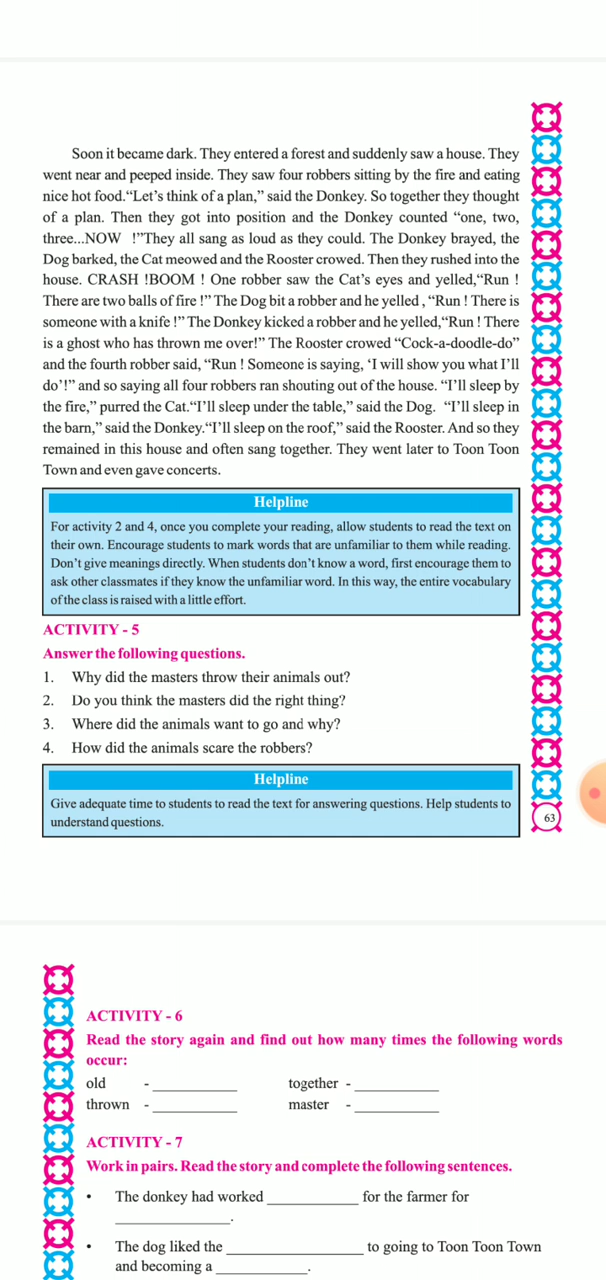 Soon it became dark. They entered a forest and suddenly saw a house. They
went near and peeped inside. They saw four robbers sitting by the fire and eating
nice hot food.“Let’s think of a plan,” said the Donkey. So together they thought
of a plan. Then they got into position and the Donkey counted “one, two,
three...NOW !”They all sang as loud as they could. The Donkey brayed, the
Dog barked, the Cat meowed and the Rooster crowed. Then they rushed into the
house. CRASH !BOOM ! One robber saw the Cat’s eyes and yelled,“Run !
There are two balls of fire !” The Dog bit a robber and he yelled , “Run ! There is
someone with a knife !” The Donkey kicked a robber and he yelled,“Run ! There
is a ghost who has thrown me over!” The Rooster crowed “Cock-a-doodle-do”
and the fourth robber said, “Run ! Someone is saying, ‘I will show you what I’ll
do’!” and so saying all four robbers ran shouting out of the house. “I’ll sleep by
the fire,” purred the Cat.“I’ll sleep under the table,” said the Dog. “I’ll sleep in
the barn,” said the Donkey.“I’ll sleep on the roof,” said the Rooster. And so they
remained in this house and often sang together. They went later to Toon Toon
Town and even gave concerts.
Helpline
For activity 2 and 4, once you complete your reading, allow students to read the text on
their own. Encourage students to mark words that are unfamiliar to them while reading.
Don’t give meanings directly. When students don’t know a word, first encourage them to
ask other classmates if they know the unfamiliar word. In this way, the entire vocabulary
of the class is raised with a little effort.
ACTIVITY - 5
Answer the following questions.
1. Why did the masters throw their animals out?
2. Do you think the masters did the right thing?
3. Where did the animals want to go and why?
4. How did the animals scare the robbers?
Helpline
Give adequate time to students to read the text for answering questions. Help students to
understand questions.
63
ACTIVITY - 6
Read the story again and find out how many times the following words
occur:
old - ____________ together - ____________
thrown - ____________ master - ____________
ACTIVITY - 7
Work in pairs. Read the story and complete the following sentences.
• The donkey had worked _____________ for the farmer for
________________.
• The dog liked the ___________________ to going to Toon Toon Town
and becoming a _____________.